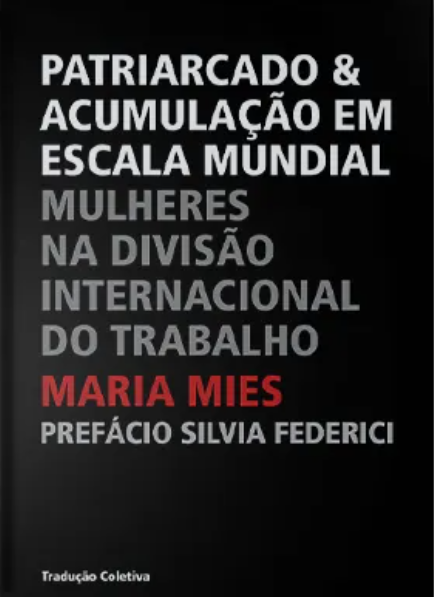 PATRIARCADO &
ACUMULAÇÃO EM
ESCALA MUNDIAL
MULHERES
NA DIVISÃO
INTERNACIONAL
DO TRABALHO
MARIA MIES
PREFÁCIO SILVIA FEDERICI
Tradução Coletiva